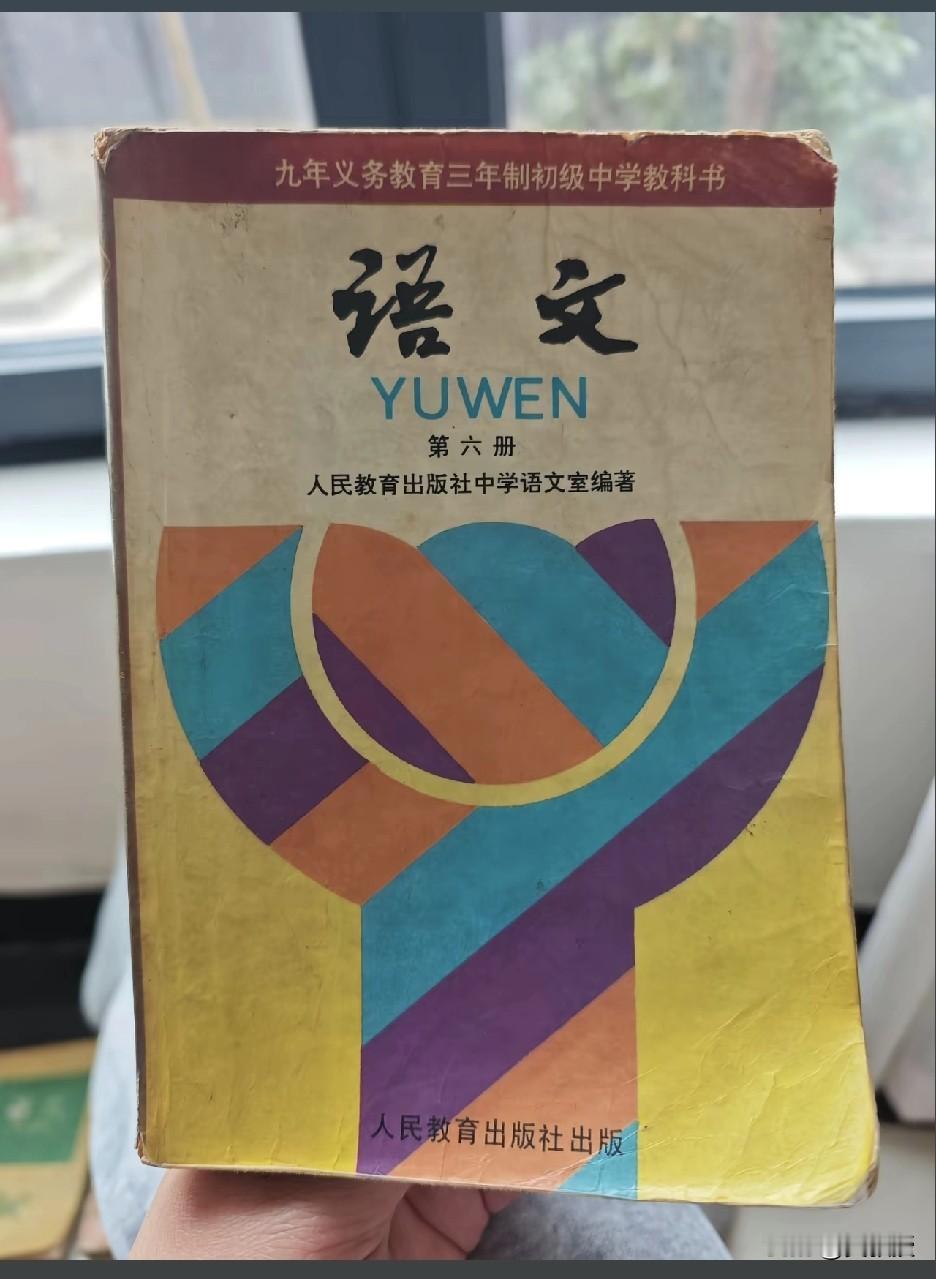 九年义务教育三年制初级中学教科书
语文
YUWEN
第六册
人民教育出版社中学语文室编著
人民教育出版社出版